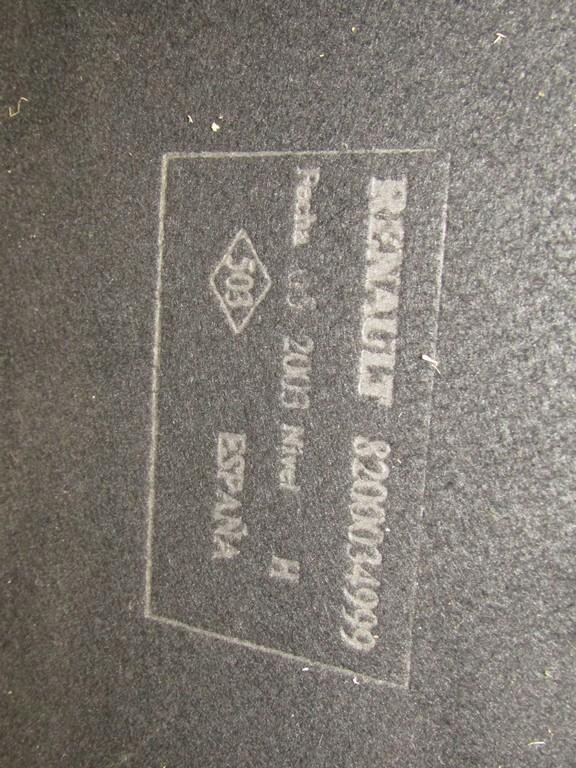 RENAULT 8200034999
Fecha 05 2003 Nivel H
503 ESPAÑA